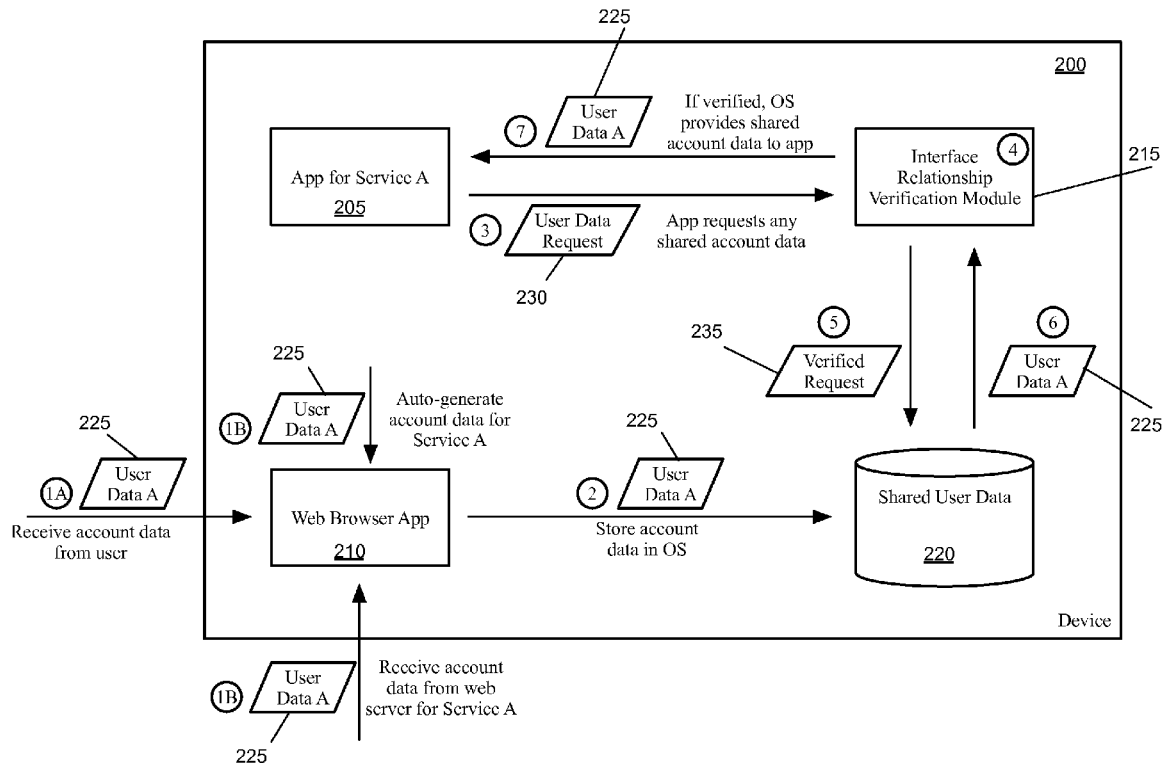 225
200
User
Data A
7
If verified, OS
provides shared
account data to app
App for Service A
205
Interface
Relationship
Verification Module
4
215
3
User Data
Request
App requests any
shared account data
230
235
5
Verified
Request
6
User
Data A
225
225
1B
User
Data A
Auto-generate
account data for
Service A
225
1A
User
Data A
Receive account data
from user
Web Browser App
210
225
2
User
Data A
Store account
data in OS
Shared User Data
220
Device
1B
User
Data A
225
Receive account
data from web
server for Service A